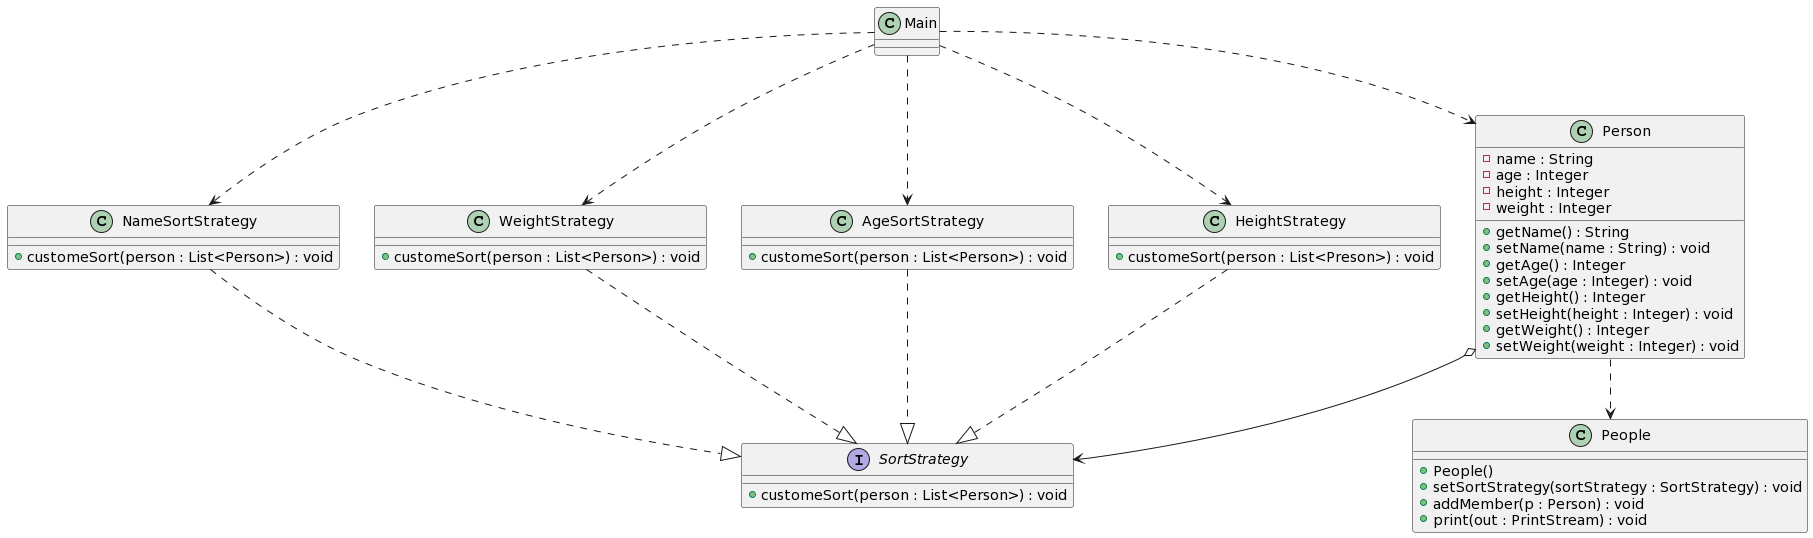 C Main
C Person
name : String
age : Integer
height : Integer
weight : Integer
getName() : String
setName(name : String) : void
getAge() : Integer
setAge(age : Integer) : void
getHeight() : Integer
setHeight(height : Integer) : void
getWeight() : Integer
setWeight(weight : Integer) : void
C NameSortStrategy
customeSort(person : List<Person>) : void
C WeightStrategy
customeSort(person : List<Person>) : void
C AgeSortStrategy
customeSort(person : List<Person>) : void
C HeightStrategy
customeSort(person : List<Preson>) : void
I SortStrategy
customeSort(person : List<Person>) : void
C People
People()
setSortStrategy(sortStrategy : SortStrategy) : void
addMember(p : Person) : void
print(out : PrintStream) : void